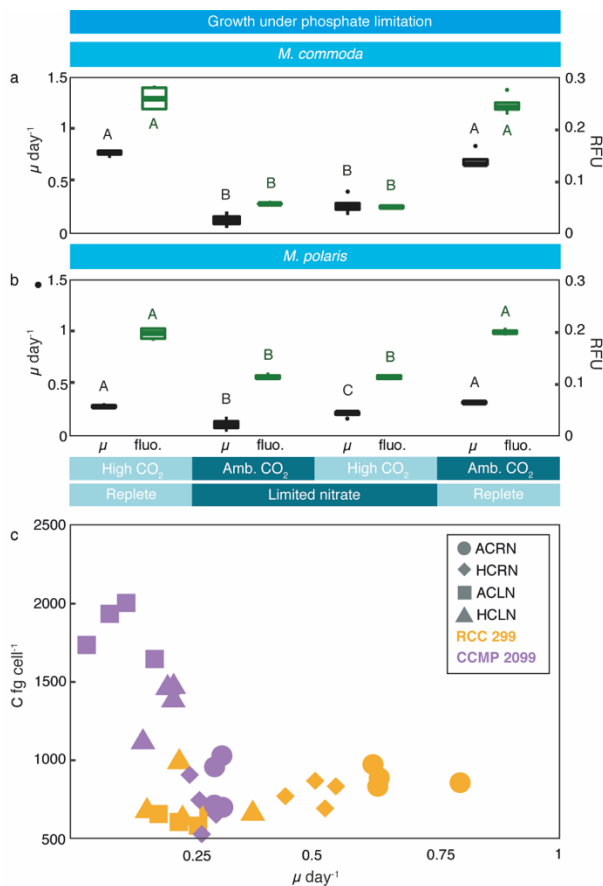 Growth under phosphate limitation
M. commoda
a
1.5
1
0.5
0
μ day-1
A
A
B
B
B
B
A
A
0.3
0.2
0.1
0
RFU
M. polaris
b
1.5
1
0.5
0
μ day-1
A
A
B
B
C
B
A
A
0.3
0.2
0.1
0
RFU
μ fluo. μ fluo. μ fluo. μ fluo.
High CO2 Amb. CO2 High CO2 Amb. CO2
Replete Limited nitrate Replete
c
2500
2000
1500
1000
500
C fg cell-1
ACRN
HCRN
ACLN
HCLN
RCC 299
CCMP 2099
0.25 0.5 0.75 1
μ day-1